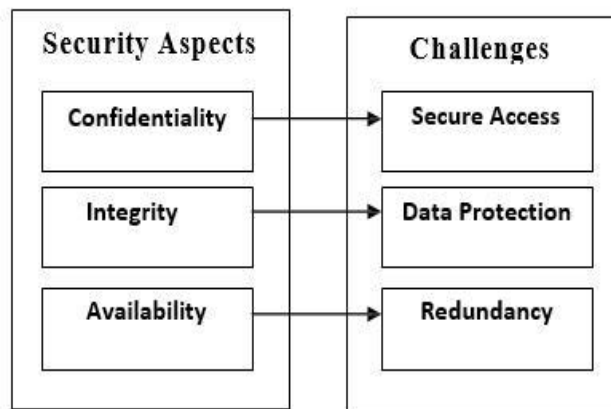 Security Aspects
Confidentiality
Integrity
Availability
Challenges
Secure Access
Data Protection
Redundancy